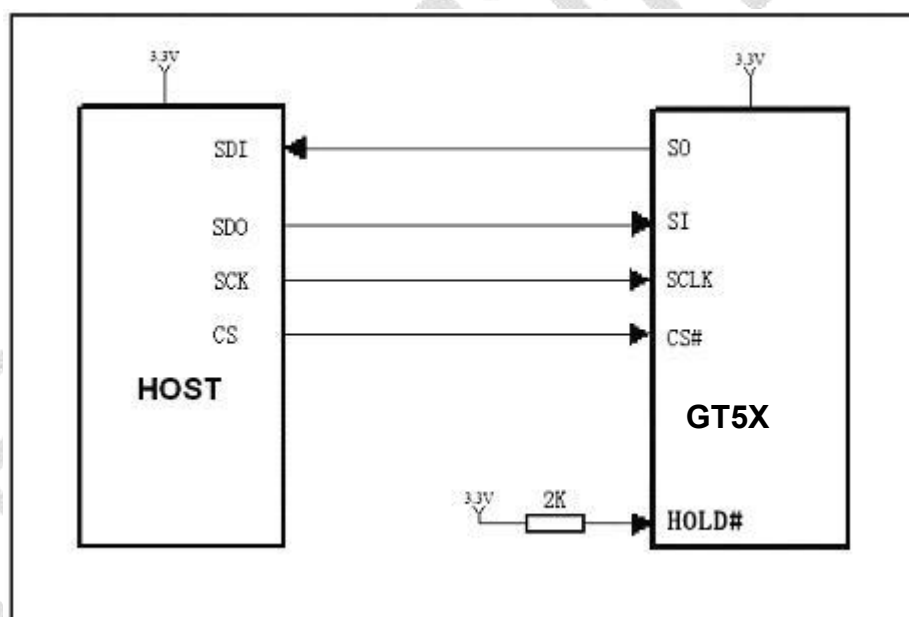 3.3V 3.3V
SDI SO
SDO SI
SCK SCLK
CS CS#
HOST
GT5X
3.3V 2K
HOLD#